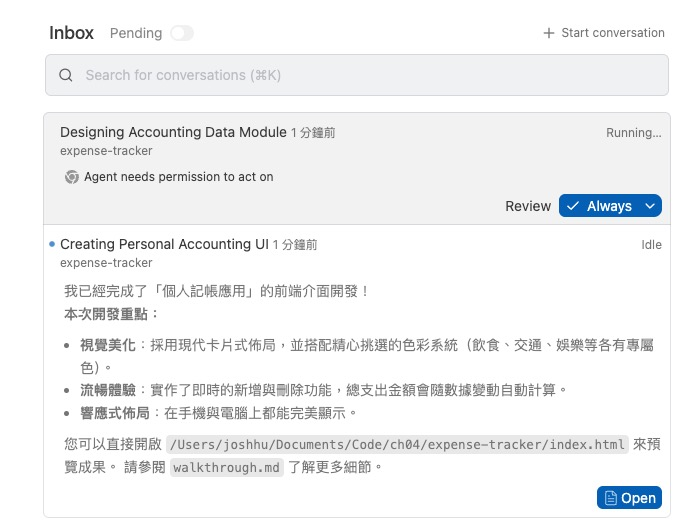 Inbox
Pending
Start conversation
Search for conversations (⌘K)
Designing Accounting Data Module 1 分鐘前
Running...
expense-tracker
Agent needs permission to act on
Review
Always
Creating Personal Accounting UI 1 分鐘前
Idle
expense-tracker
我已經完成了「個人記帳應用」的前端介面開發！
本次開發重點：
• 視覺美化：採用現代卡片式佈局，並搭配精心挑選的色彩系統（飲食、交通、娛樂等各有專屬
色）。
• 流暢體驗：實作了即時的新增與刪除功能，總支出金額會隨數據變動自動計算。
• 響應式佈局：在手機與電腦上都能完美顯示。
您可以直接開啟 /Users/joshhu/Documents/Code/ch04/expense-tracker/index.html 來預
覽成果。 請參閱 walkthrough.md 了解更多細節。
Open